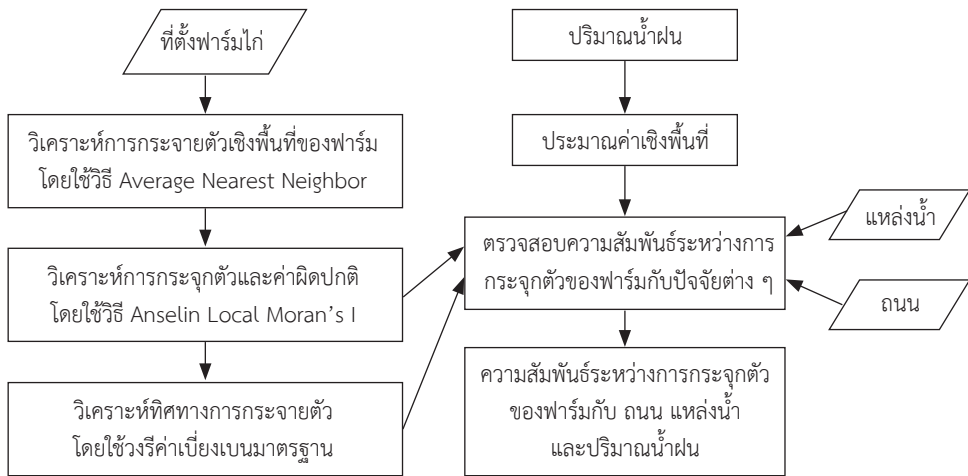 ที่ตั้งฟาร์มไก่
วิเคราะห์การกระจายตัวเชิงพื้นที่ของฟาร์ม
โดยใช้วิธี Average Nearest Neighbor
วิเคราะห์การกระจุกตัวและค่าผิดปกติ
โดยใช้วิธี Anselin Local Moran’s I
วิเคราะห์ทิศทางการกระจายตัว
โดยใช้วงรีค่าเบี่ยงเบนมาตรฐาน
ปริมาณน้ำฝน
ประมาณค่าเชิงพื้นที่
ตรวจสอบความสัมพันธ์ระหว่างการ
กระจุกตัวของฟาร์มกับปัจจัยต่าง ๆ
แหล่งน้ำ
ถนน
ความสัมพันธ์ระหว่างการกระจุกตัว
ของฟาร์มกับ ถนน แหล่งน้ำ
และปริมาณน้ำฝน